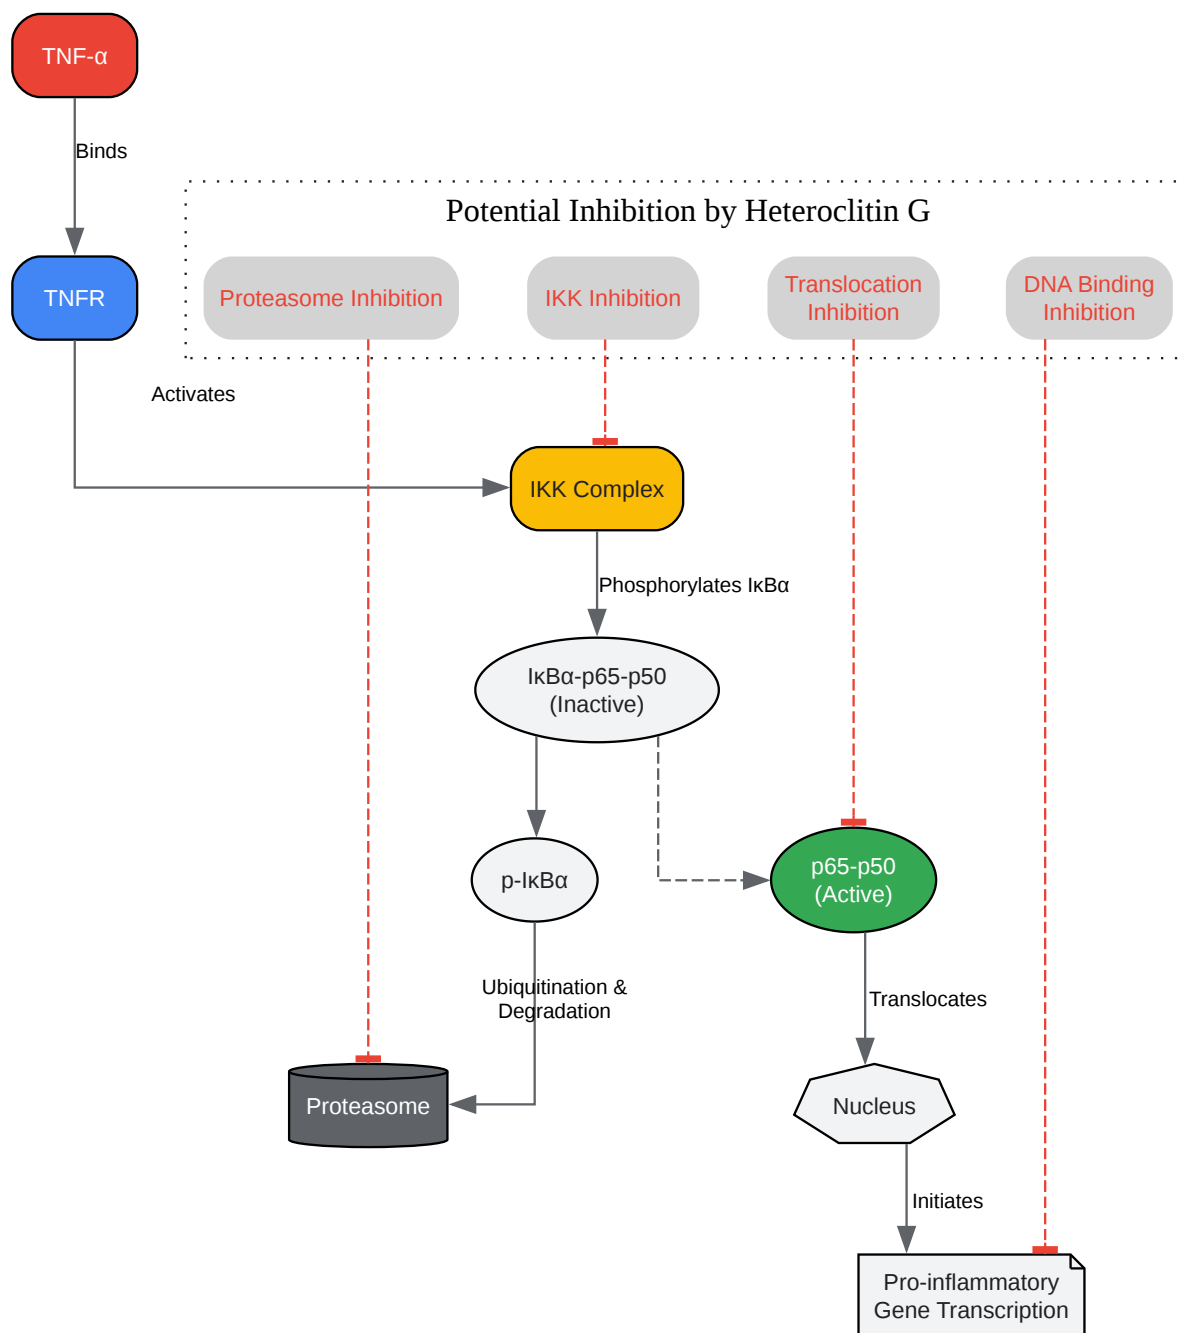 TNF-α
Binds
Potential Inhibition by Heteroclitin G
TNFR
Proteasome Inhibition
IKK Inhibition
Translocation
Inhibition
DNA Binding
Inhibition
Activates
IKK Complex
Phosphorylates IκBα
IκBα-p65-p50
(Inactive)
p-IκBα
p65-p50
(Active)
Ubiquitination &
Degradation
Translocates
Proteasome
Nucleus
Initiates
Pro-inflammatory
Gene Transcription